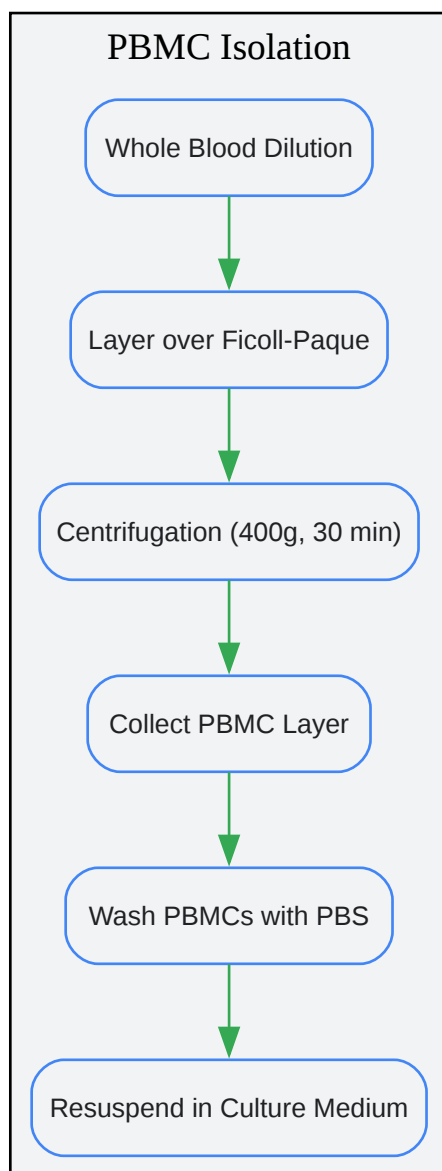 PBMC Isolation
Whole Blood Dilution
Layer over Ficoll-Paque
Centrifugation (400g, 30 min)
Collect PBMC Layer
Wash PBMCs with PBS
Resuspend in Culture Medium